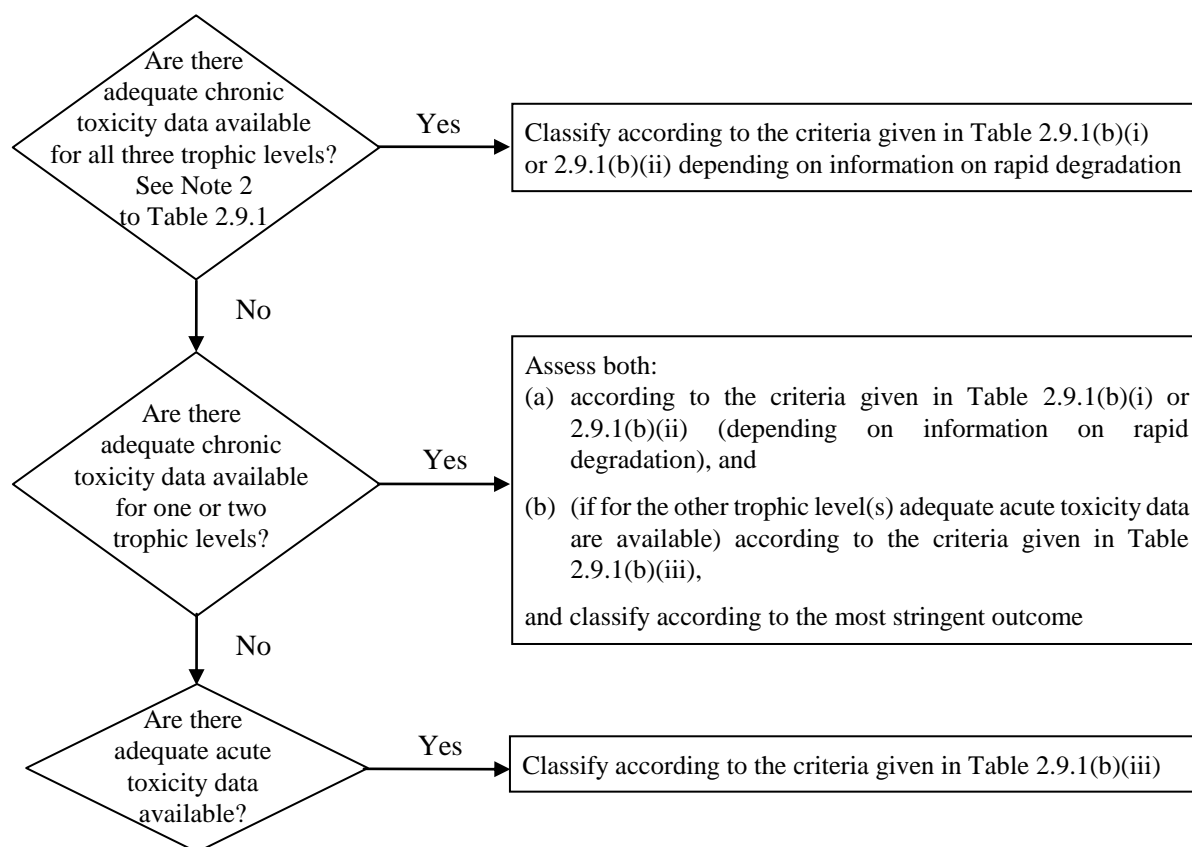 Are there
adequate chronic
toxicity data available
for all three trophic levels?
See Note 2
to Table 2.9.1
Yes
Classify according to the criteria given in Table 2.9.1(b)(i)
or 2.9.1(b)(ii) depending on information on rapid degradation
No
Are there
adequate chronic
toxicity data available
for one or two
trophic levels?
Yes
Assess both:
(a) according to the criteria given in Table 2.9.1(b)(i) or
2.9.1(b)(ii) (depending on information on rapid
degradation), and
(b) (if for the other trophic level(s) adequate acute toxicity data
are available) according to the criteria given in Table
2.9.1(b)(iii),
and classify according to the most stringent outcome
No
Are there
adequate acute
toxicity data
available?
Yes
Classify according to the criteria given in Table 2.9.1(b)(iii)